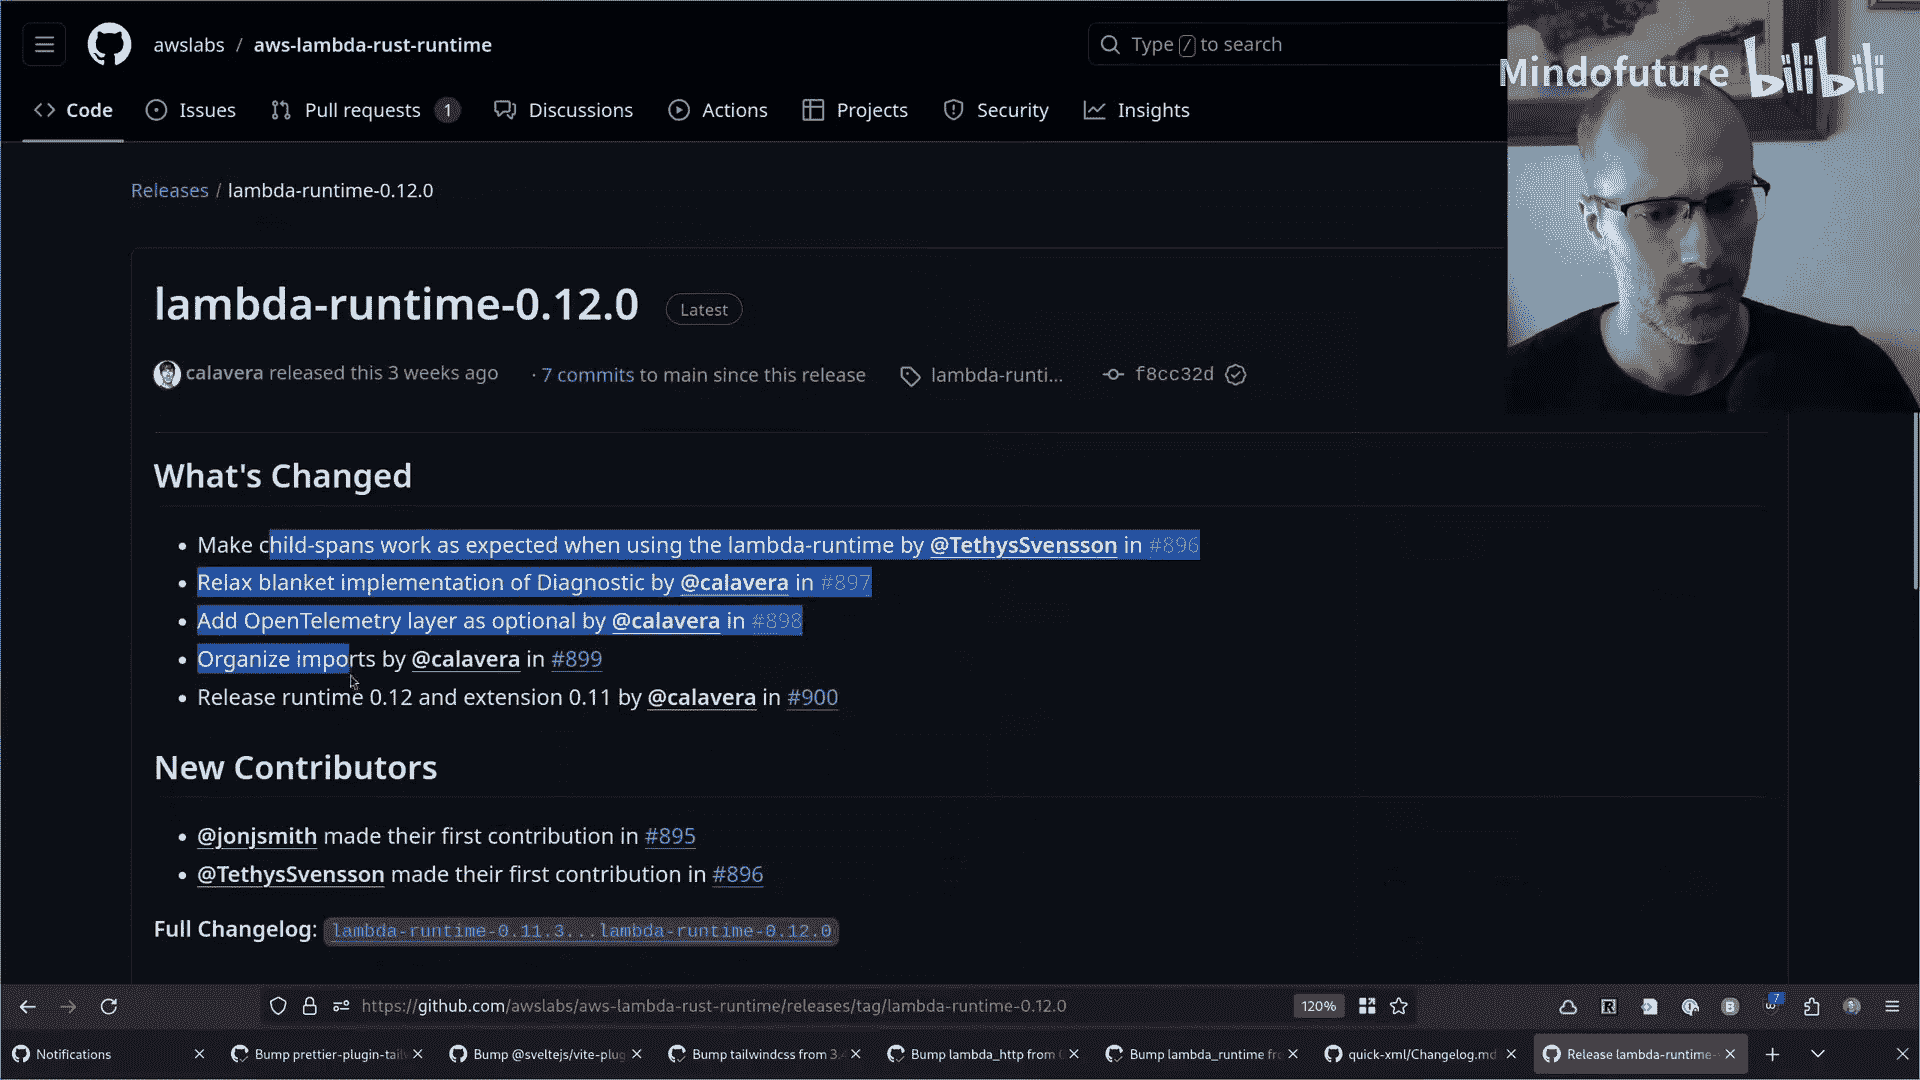 awslabs / aws-lambda-rust-runtime
Type / to search
Mindofuture bilibili
Code
Issues
Pull requests 1
Discussions
Actions
Projects
Security
Insights
Releases / lambda-runtime-0.12.0
lambda-runtime-0.12.0 Latest
calavera released this 3 weeks ago · 7 commits to main since this release lambda-runti... f8cc32d
What's Changed
• Make child-spans work as expected when using the lambda-runtime by @TethysSvensson in #896
• Relax blanket implementation of Diagnostic by @calavera in #897
• Add OpenTelemetry layer as optional by @calavera in #898
• Organize imports by @calavera in #899
• Release runtime 0.12 and extension 0.11 by @calavera in #900
New Contributors
• @jonjsmith made their first contribution in #895
• @TethysSvensson made their first contribution in #896
Full Changelog: lambda-runtime-0.11.3...lambda-runtime-0.12.0
https://github.com/awslabs/aws-lambda-rust-runtime/releases/tag/lambda-runtime-0.12.0
120%
R
B
7
Notifications
Bump prettier-plugin-tail
Bump @sveltejs/vite-plug
Bump tailwindcss from 3.
Bump lambda_http from
Bump lambda_runtime fr
quick-xml/Changelog.md
Release lambda-runtime-